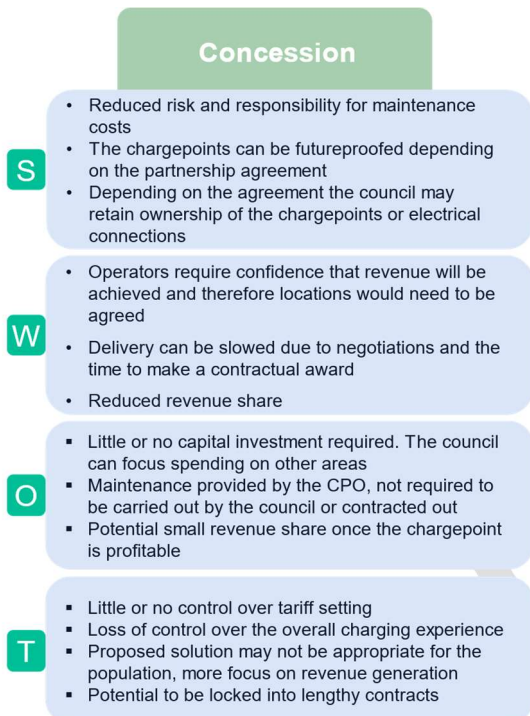 Concession
S
• Reduced risk and responsibility for maintenance
costs
• The chargepoints can be futureproofed depending
on the partnership agreement
• Depending on the agreement the council may
retain ownership of the chargepoints or electrical
connections
W
• Operators require confidence that revenue will be
achieved and therefore locations would need to be
agreed
• Delivery can be slowed due to negotiations and the
time to make a contractual award
• Reduced revenue share
O
▪ Little or no capital investment required. The council
can focus spending on other areas
▪ Maintenance provided by the CPO, not required to
be carried out by the council or contracted out
▪ Potential small revenue share once the chargepoint
is profitable
T
▪ Little or no control over tariff setting
▪ Loss of control over the overall charging experience
▪ Proposed solution may not be appropriate for the
population, more focus on revenue generation
▪ Potential to be locked into lengthy contracts